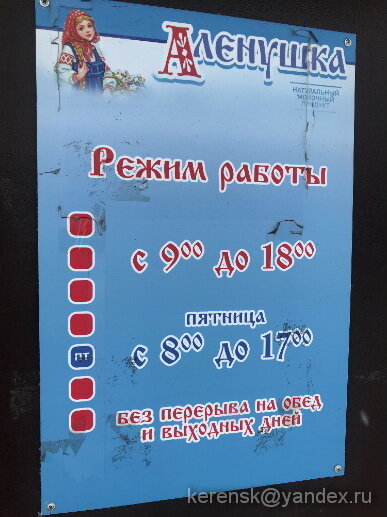 Аленушка
НАТУРАЛЬНЫЙ
МОЛОЧНЫЙ
ПРОДУКТ
Режим работы
с 9⁰⁰ до 18⁰⁰
пятница
с 8⁰⁰ до 17⁰⁰
ПТ
без перерыва на обед
и выходных дней
kerensk@yandex.ru